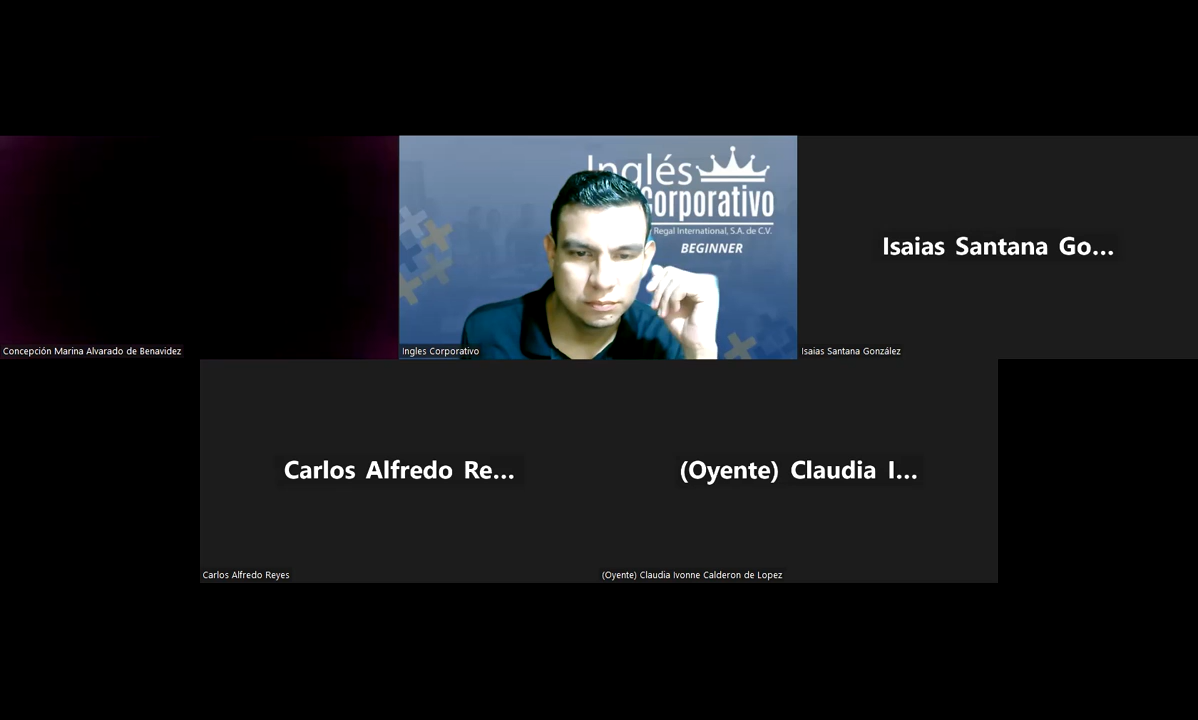 Inglés
Corporativo
Regal International, S.A. de C.V.
BEGINNER
Isaias Santana Go...
Concepción Marina Alvarado de Benavidez
Ingles Corporativo
Isaias Santana González
Carlos Alfredo Re...
(Oyente) Claudia I...
Carlos Alfredo Reyes
(Oyente) Claudia Ivonne Calderon de Lopez